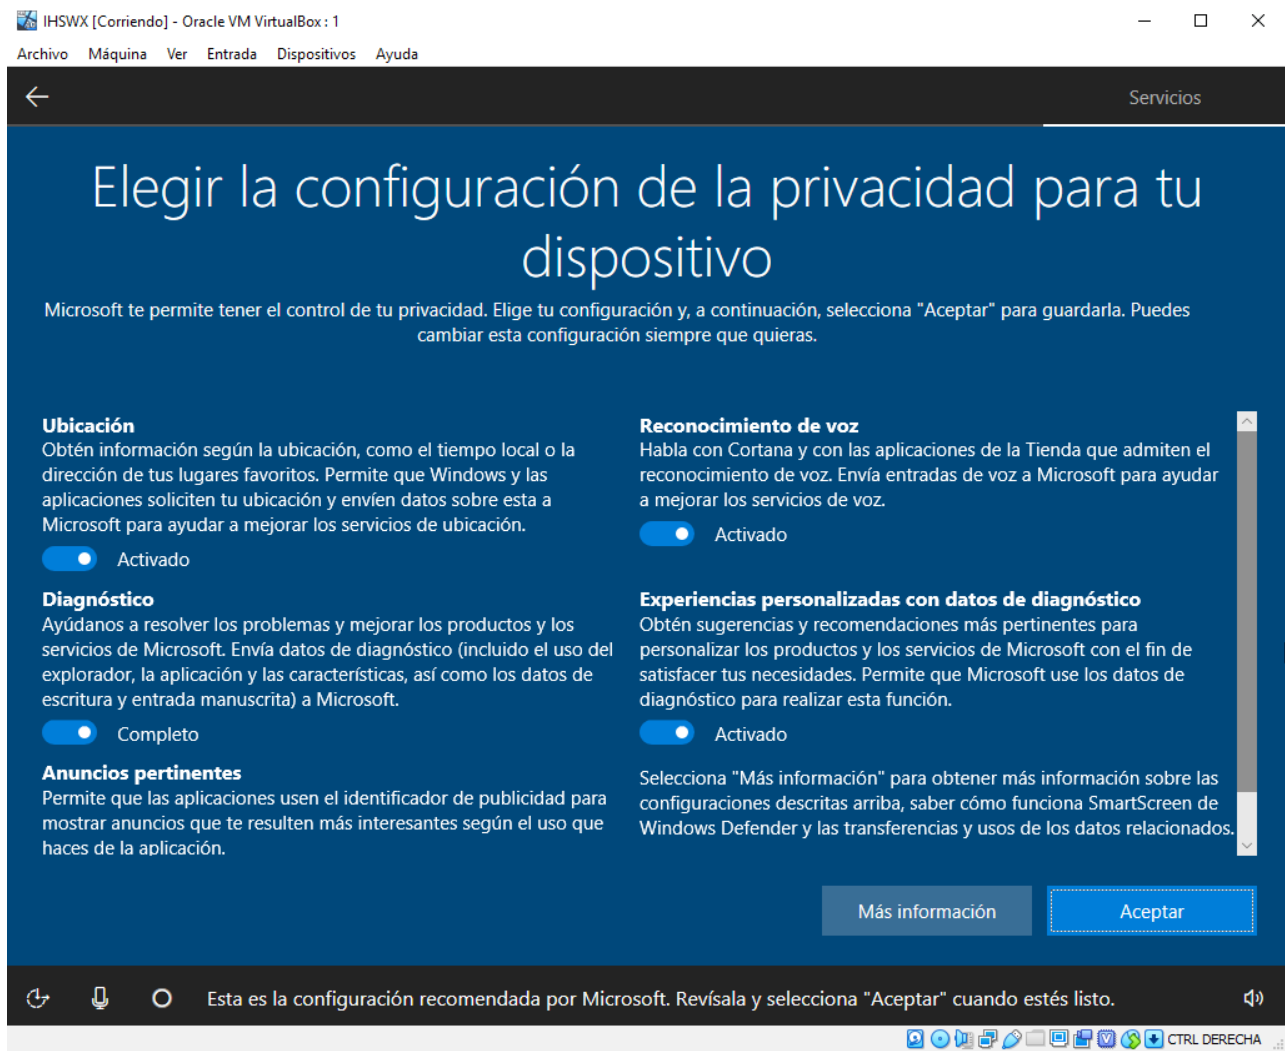 IHSWX [Corriendo] - Oracle VM VirtualBox : 1
Archivo Máquina Ver Entrada Dispositivos Ayuda
Servicios
Elegir la configuración de la privacidad para tu
dispositivo
Microsoft te permite tener el control de tu privacidad. Elige tu configuración y, a continuación, selecciona "Aceptar" para guardarla. Puedes
cambiar esta configuración siempre que quieras.
Ubicación
Obtén información según la ubicación, como el tiempo local o la
dirección de tus lugares favoritos. Permite que Windows y las
aplicaciones soliciten tu ubicación y envíen datos sobre esta a
Microsoft para ayudar a mejorar los servicios de ubicación.
Activado
Diagnóstico
Ayúdanos a resolver los problemas y mejorar los productos y los
servicios de Microsoft. Envía datos de diagnóstico (incluido el uso del
explorador, la aplicación y las características, así como los datos de
escritura y entrada manuscrita) a Microsoft.
Completo
Anuncios pertinentes
Permite que las aplicaciones usen el identificador de publicidad para
mostrar anuncios que te resulten más interesantes según el uso que
haces de la aplicación.
Reconocimiento de voz
Habla con Cortana y con las aplicaciones de la Tienda que admiten el
reconocimiento de voz. Envía entradas de voz a Microsoft para ayudar
a mejorar los servicios de voz.
Activado
Experiencias personalizadas con datos de diagnóstico
Obtén sugerencias y recomendaciones más pertinentes para
personalizar los productos y los servicios de Microsoft con el fin de
satisfacer tus necesidades. Permite que Microsoft use los datos de
diagnóstico para realizar esta función.
Activado
Selecciona "Más información" para obtener más información sobre las
configuraciones descritas arriba, saber cómo funciona SmartScreen de
Windows Defender y las transferencias y usos de los datos relacionados.
Más información
Aceptar
Esta es la configuración recomendada por Microsoft. Revísala y selecciona "Aceptar" cuando estés listo.
CTRL DERECHA